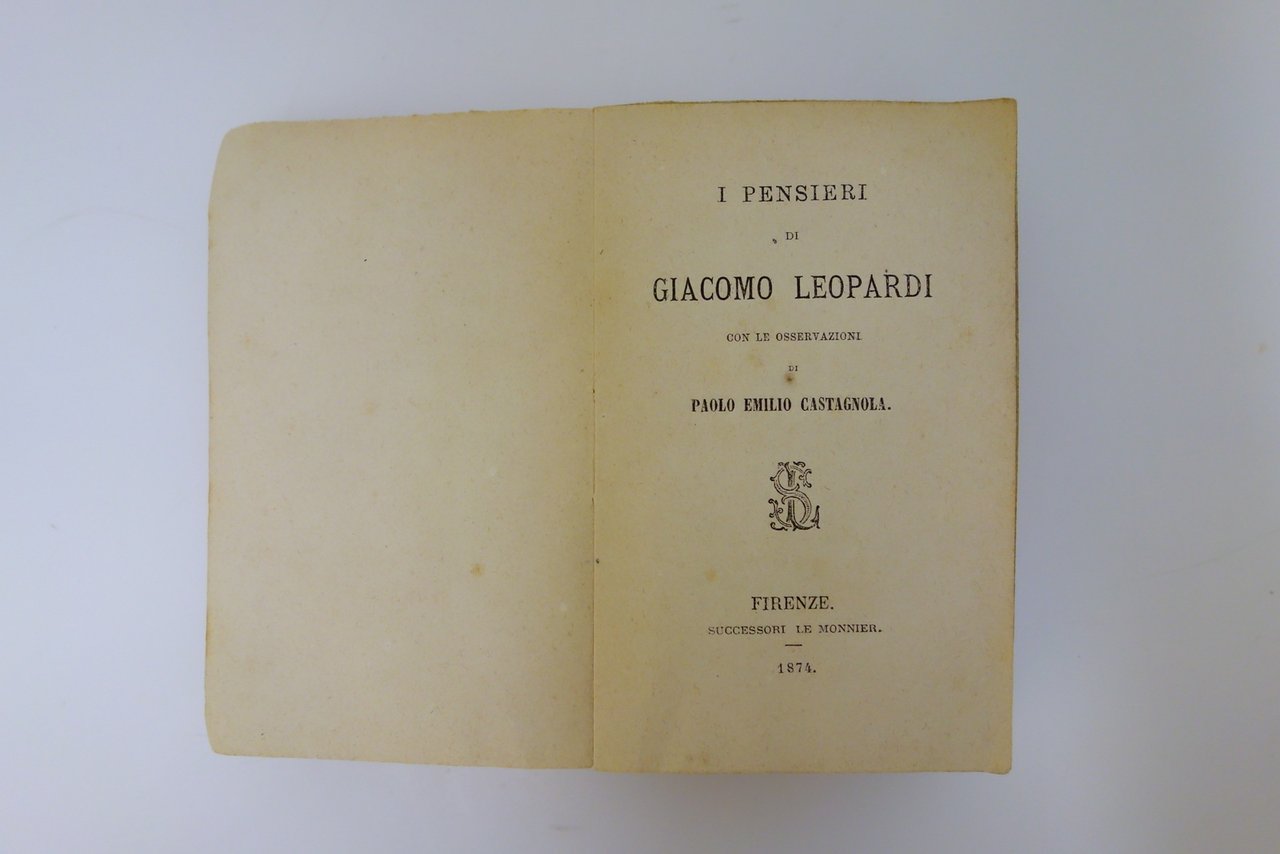 I PENSIERI
DI
GIACOMO LEOPARDI
CON LE OSSERVAZIONI
DI
PAOLO EMILIO CASTAGNOLA.
FIRENZE.
SUCCESSORI LE MONNIER.
1874.